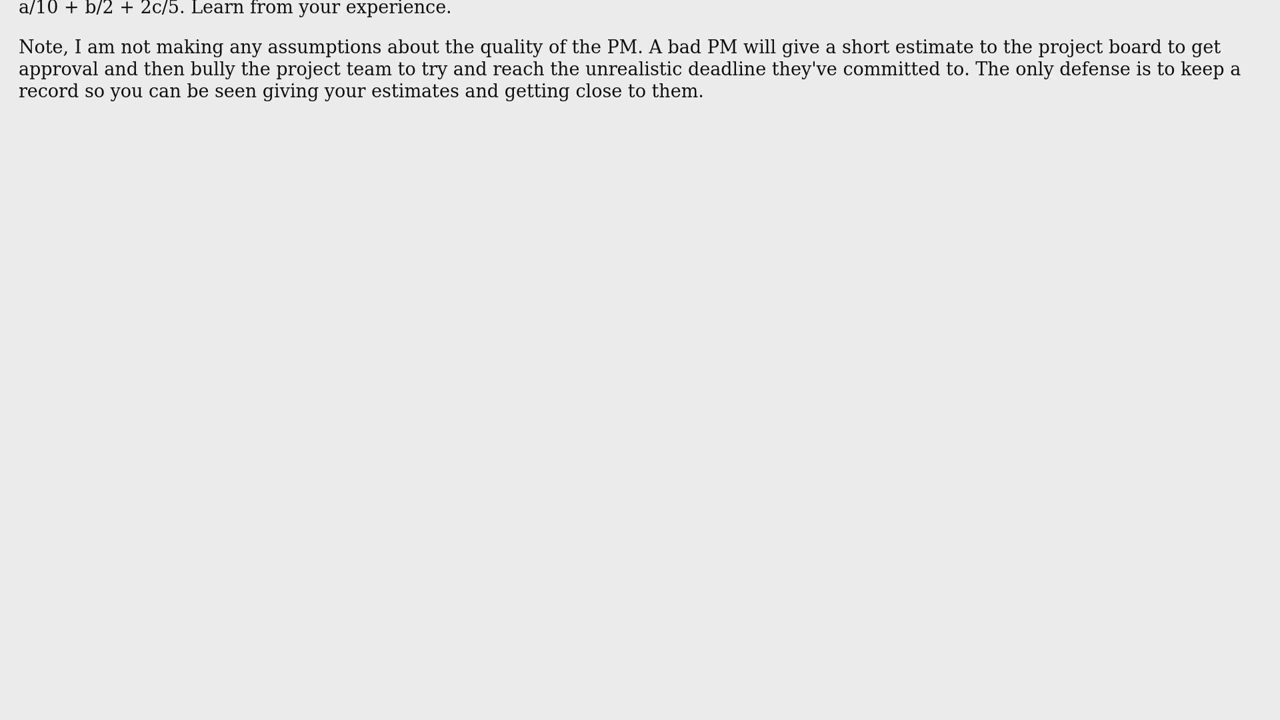 a/10 + b/2 + 2c/5. Learn from your experience.
Note, I am not making any assumptions about the quality of the PM. A bad PM will give a short estimate to the project board to get
approval and then bully the project team to try and reach the unrealistic deadline they've committed to. The only defense is to keep a
record so you can be seen giving your estimates and getting close to them.